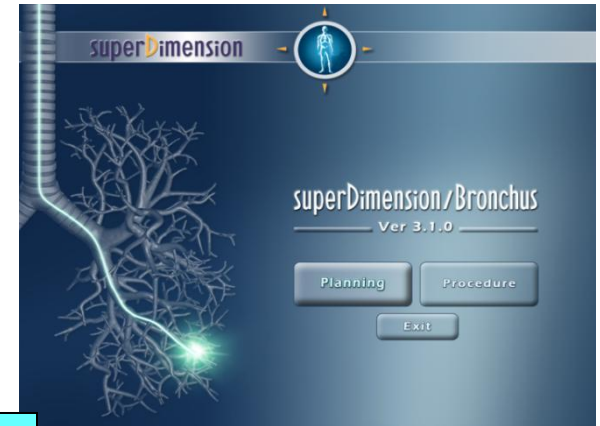 superDimension
superDimension/Bronchus
Ver 3.1.0
Planning
Procedure
Exit